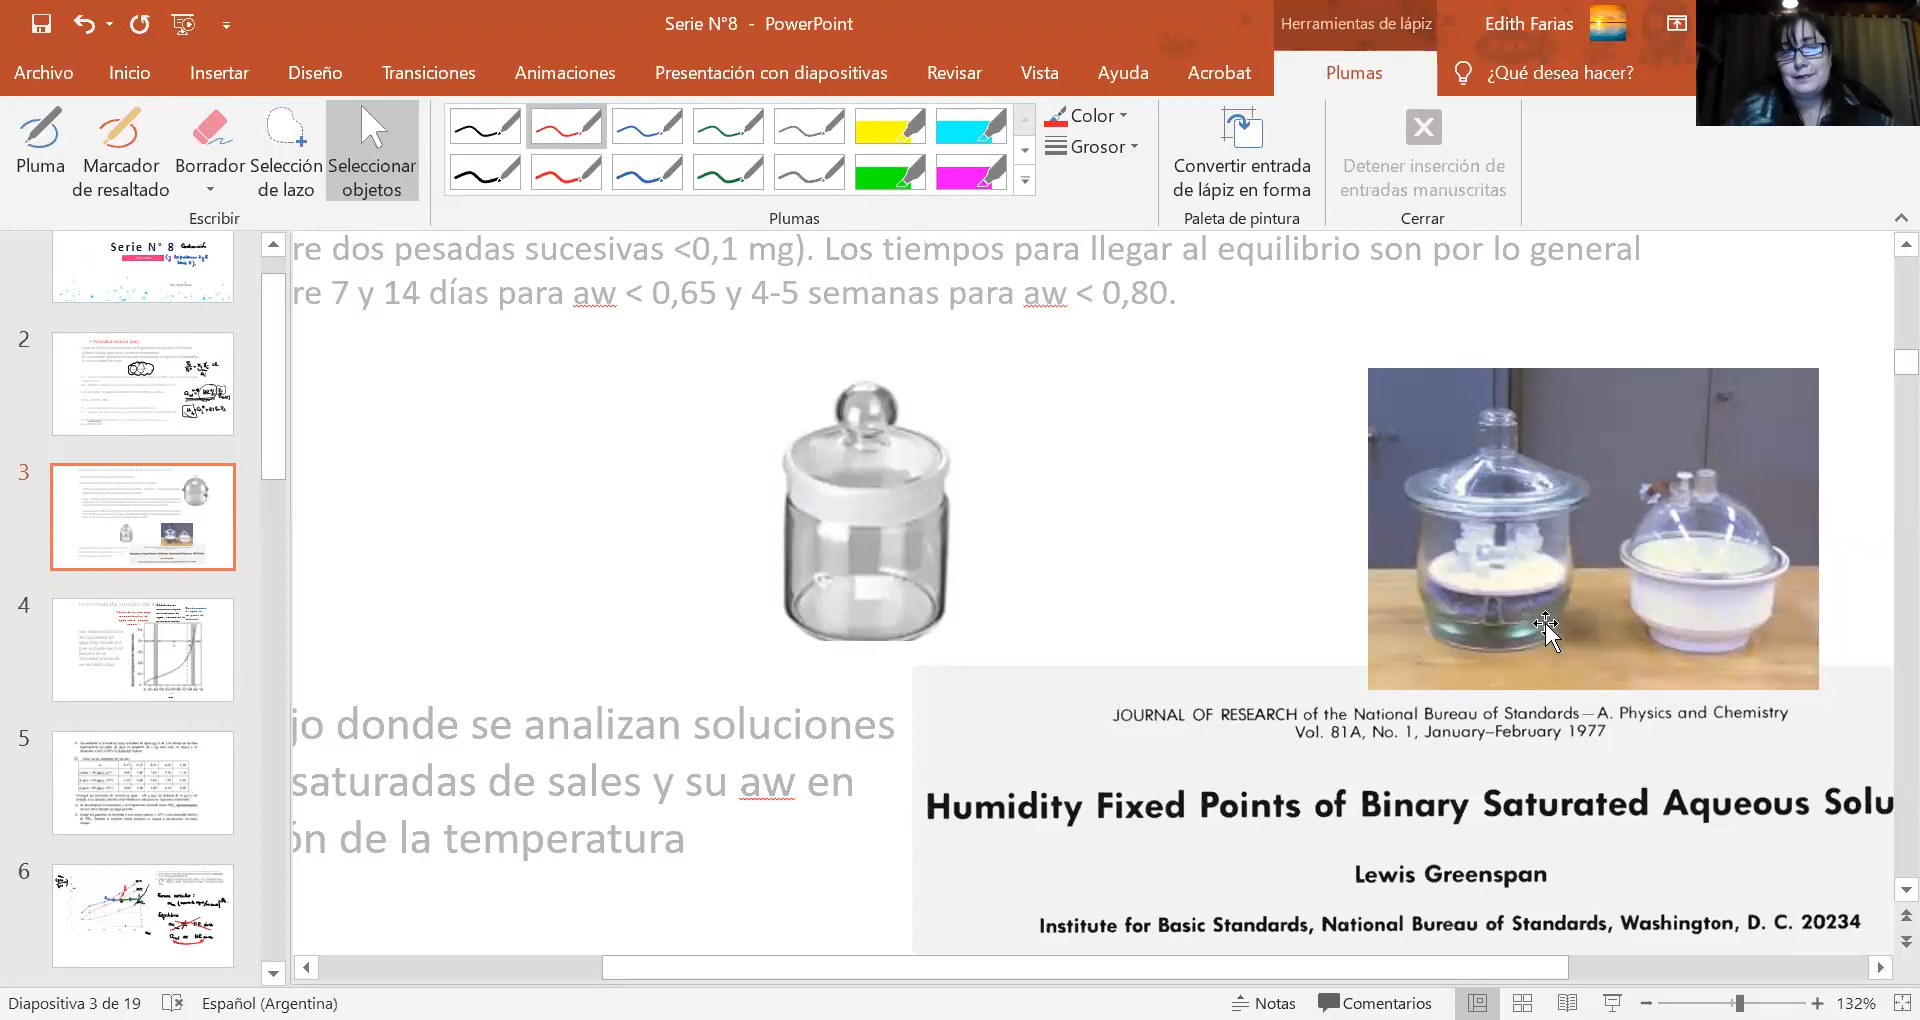 Serie N°8 - PowerPoint
Herramientas de lápiz
Edith Farias
Archivo
Inicio
Insertar
Diseño
Transiciones
Animaciones
Presentación con diapositivas
Revisar
Vista
Ayuda
Acrobat
Plumas
¿Qué desea hacer?
Pluma
Marcador
de resaltado
Borrador
Selección
de lazo
Seleccionar
objetos
Color
Grosor
Convertir entrada
de lápiz en forma
Detener inserción de
entradas manuscritas
Escribir
Plumas
Paleta de pintura
Cerrar
Serie N° 8
2
3
4
5
6
re dos pesadas sucesivas <0,1 mg). Los tiempos para llegar al equilibrio son por lo general
re 7 y 14 días para aw < 0,65 y 4-5 semanas para aw < 0,80.
jo donde se analizan soluciones
saturadas de sales y su aw en
ón de la temperatura
JOURNAL OF RESEARCH of the National Bureau of Standards—A. Physics and Chemistry
Vol. 81A, No. 1, January–February 1977
Humidity Fixed Points of Binary Saturated Aqueous Solu
Lewis Greenspan
Institute for Basic Standards, National Bureau of Standards, Washington, D. C. 20234
Diapositiva 3 de 19
Español (Argentina)
Notas
Comentarios
132%